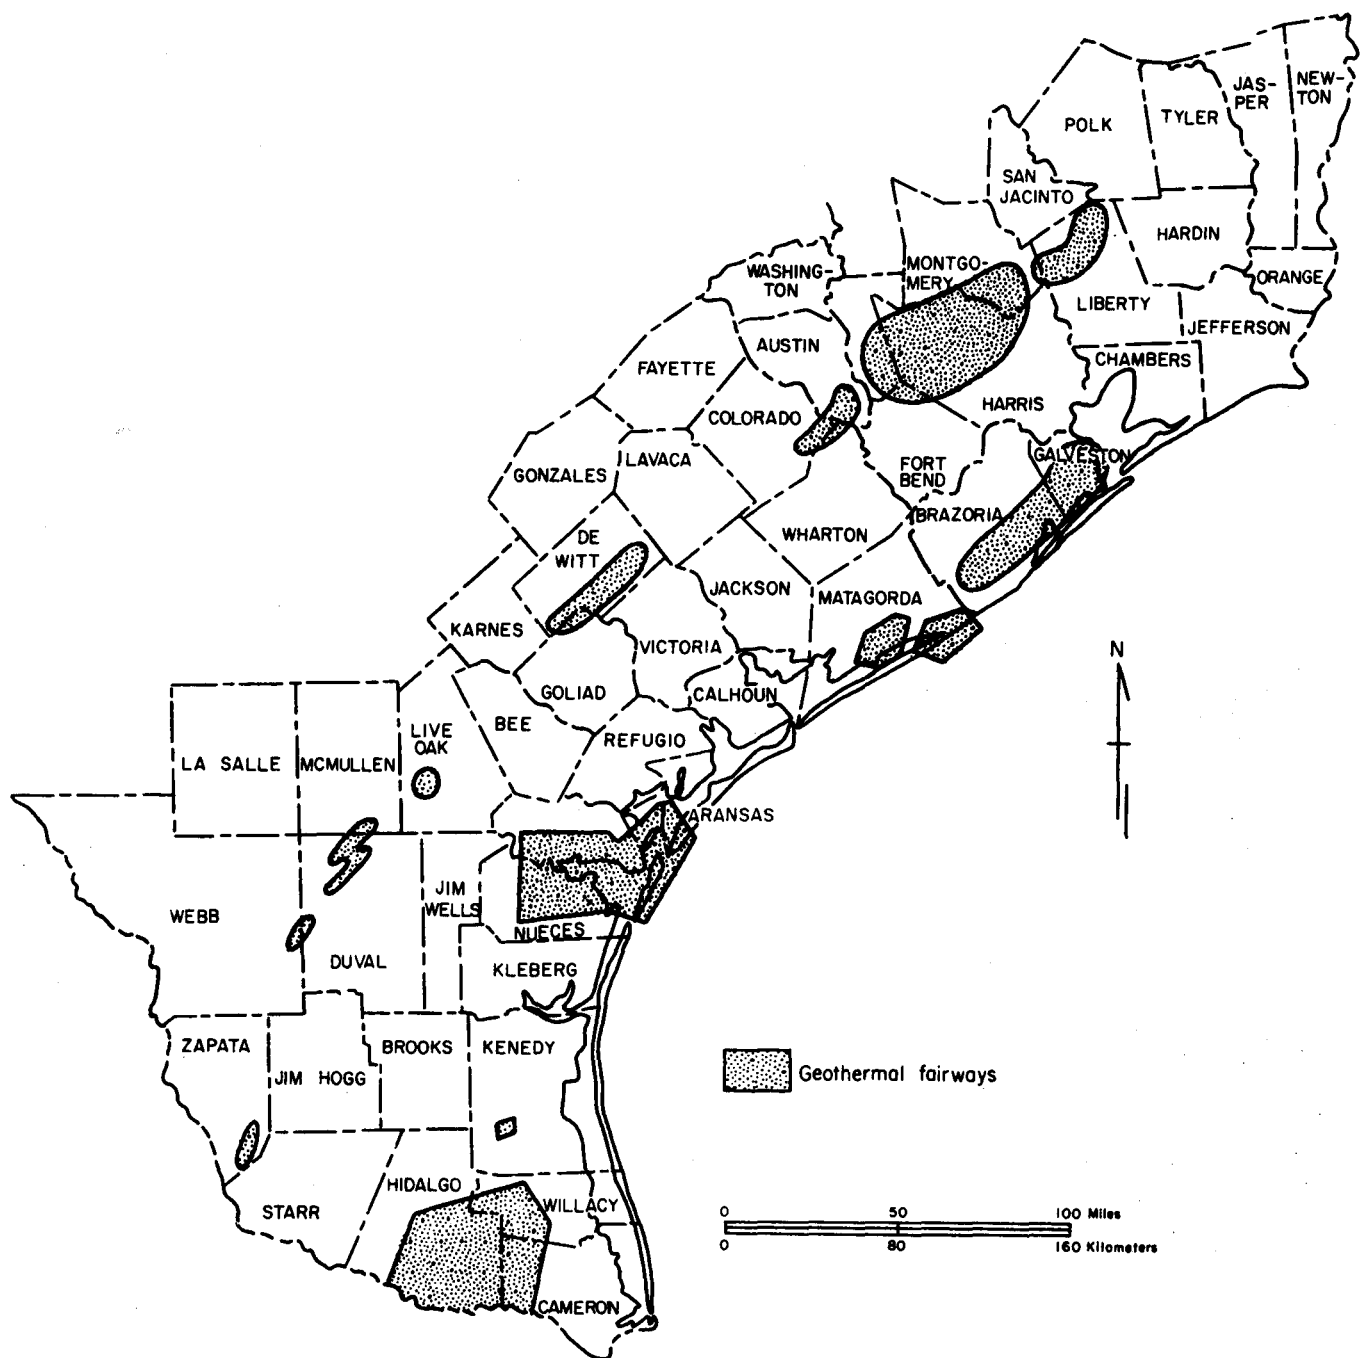 POLK
TYLER
JAS-
PER
NEW-
TON
SAN
JACINTO
HARDIN
ORANGE
WASHING-
TON
MONTGO-
MERY
LIBERTY
JEFFERSON
AUSTIN
CHAMBERS
FAYETTE
COLORADO
HARRIS
GALVESTON
GONZALES
LAVACA
FORT
BEND
BRAZORIA
DE
WITT
WHARTON
JACKSON
MATAGORDA
KARNES
VICTORIA
N
GOLIAD
CALHOUN
LIVE
OAK
BEE
REFUGIO
LA SALLE
MCMULLEN
ARANSAS
JIM
WELLS
WEBB
NUECES
DUVAL
KLEBERG
ZAPATA
JIM HOGG
BROOKS
KENEDY
Geothermal fairways
STARR
HIDALGO
WILLACY
CAMERON
0 50 100 Miles
0 80 160 Kilometers